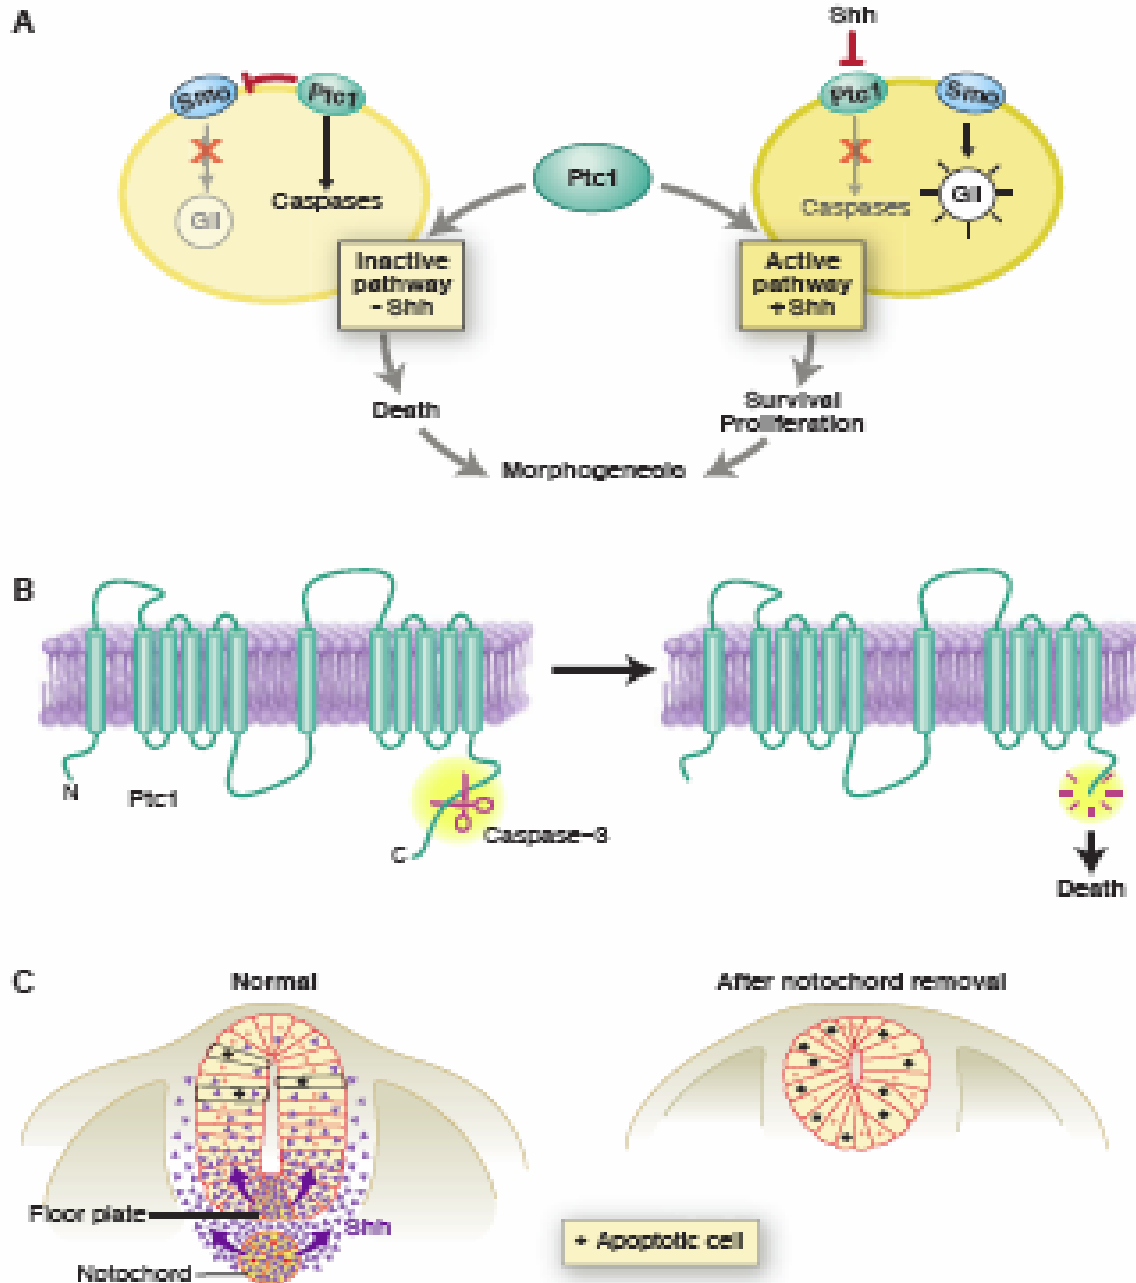 A
Shh
Smo
Ptc1
Ptc1
Smo
Ptc1
Gli
Caspases
Caspases
Gli
Inactive
pathway
- Shh
Active
pathway
+ Shh
Death
Survival
Proliferation
Morphogenesis
B
N
Ptc1
C
Caspase-3
Death
C
Normal
After notochord removal
Floor plate
Shh
Notochord
+ Apoptotic cell